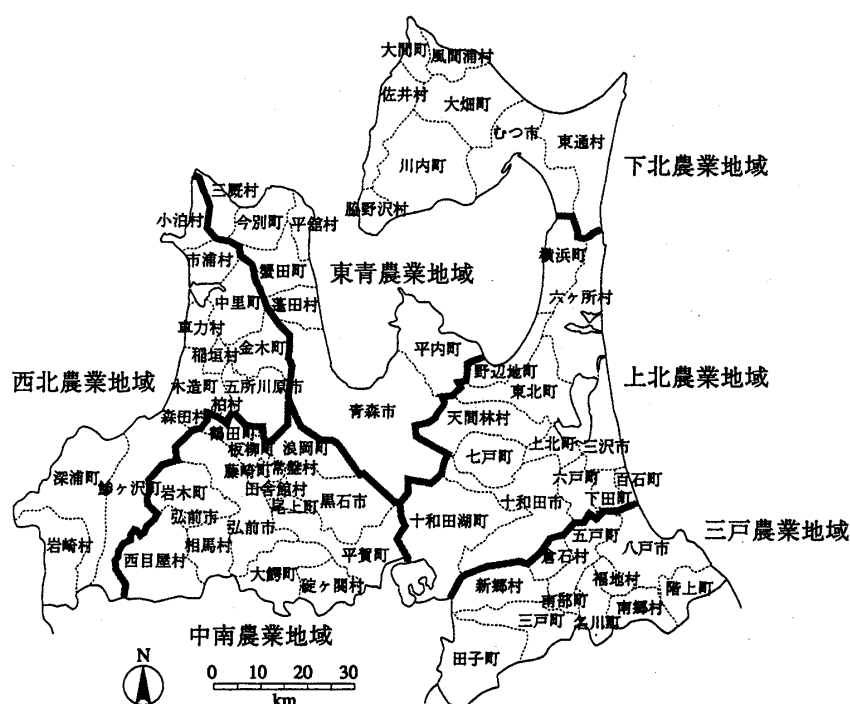 大間町
風間浦村
佐井村
大畑町
むつ市
東通村
川内町
脇野沢村
下北農業地域
三厩村
小泊村
今別町
平舘村
市浦村
蟹田町
横浜町
東青農業地域
中里町
蓬田村
六ヶ所村
車力村
稲垣村
金木町
平内町
野辺地町
東北町
西北農業地域
木造町
五所川原市
柏村
上北農業地域
森田村
鶴田町
青森市
天間林村
板柳町
浪岡町
七戸町
上北町
三沢市
深浦町
鰺ヶ沢町
藤崎町
常盤村
岩木町
田舎館村
尾上町
黒石市
六戸町
百石町
十和田市
下田町
弘前市
弘前市
十和田湖町
三戸農業地域
岩崎村
西目屋村
相馬村
平賀町
五戸町
八戸市
倉石村
大鰐町
碇ヶ関村
新郷村
福地村
階上町
南部町
南郷村
三戸町
名川町
中南農業地域
田子町
N
0 10 20 30
km